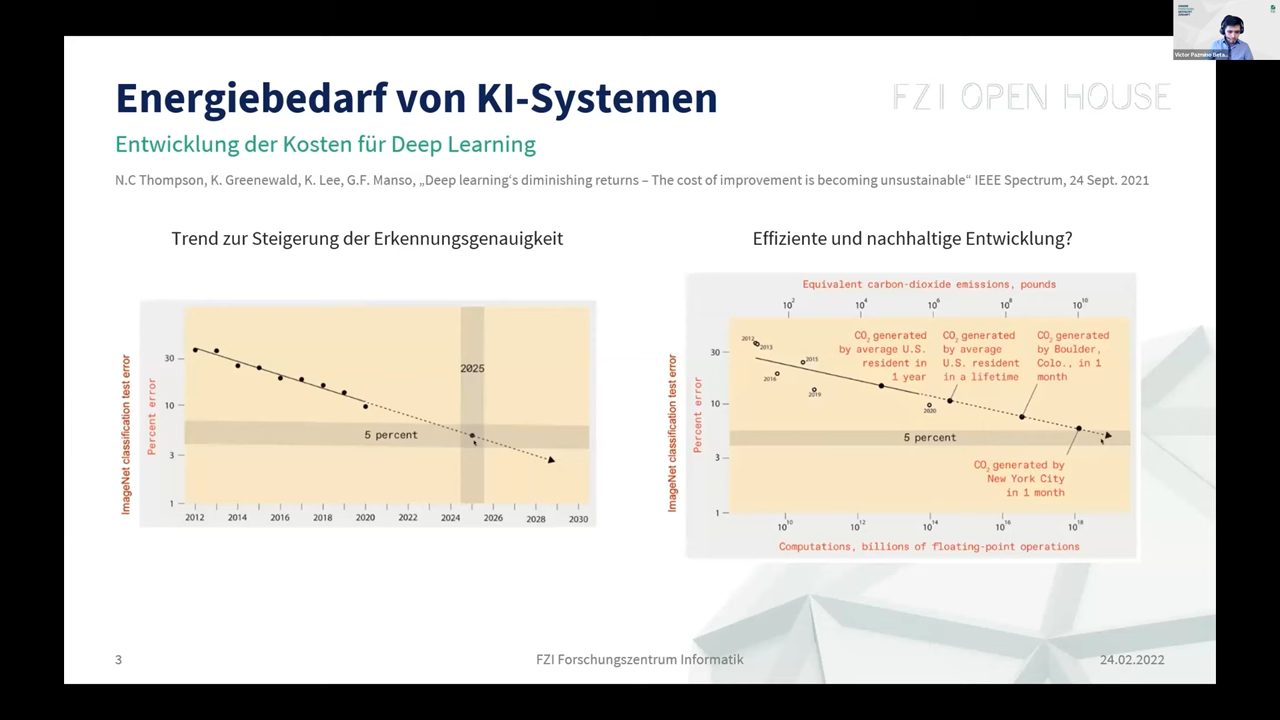 Energiebedarf von KI-Systemen
FZI OPEN HOUSE
Entwicklung der Kosten für Deep Learning
N.C Thompson, K. Greenewald, K. Lee, G.F. Manso, „Deep learning‘s diminishing returns – The cost of improvement is becoming unsustainable“ IEEE Spectrum, 24 Sept. 2021
Trend zur Steigerung der Erkennungsgenauigkeit
ImageNet classification test error
Percent error
30
10
3
1
2025
5 percent
2012 2014 2016 2018 2020 2022 2024 2026 2028 2030
Effiziente und nachhaltige Entwicklung?
Equivalent carbon-dioxide emissions, pounds
10² 10⁴ 10⁶ 10⁸ 10¹⁰
ImageNet classification test error
Percent error
30
10
3
1
2012
2013
2015
2016
2019
2020
CO₂ generated
by average U.S.
resident in
1 year
CO₂ generated
by average
U.S. resident
in a lifetime
CO₂ generated
by Boulder,
Colo., in 1
month
5 percent
CO₂ generated by
New York City
in 1 month
10¹⁰ 10¹² 10¹⁴ 10¹⁶ 10¹⁸
Computations, billions of floating-point operations
3
FZI Forschungszentrum Informatik
24.02.2022